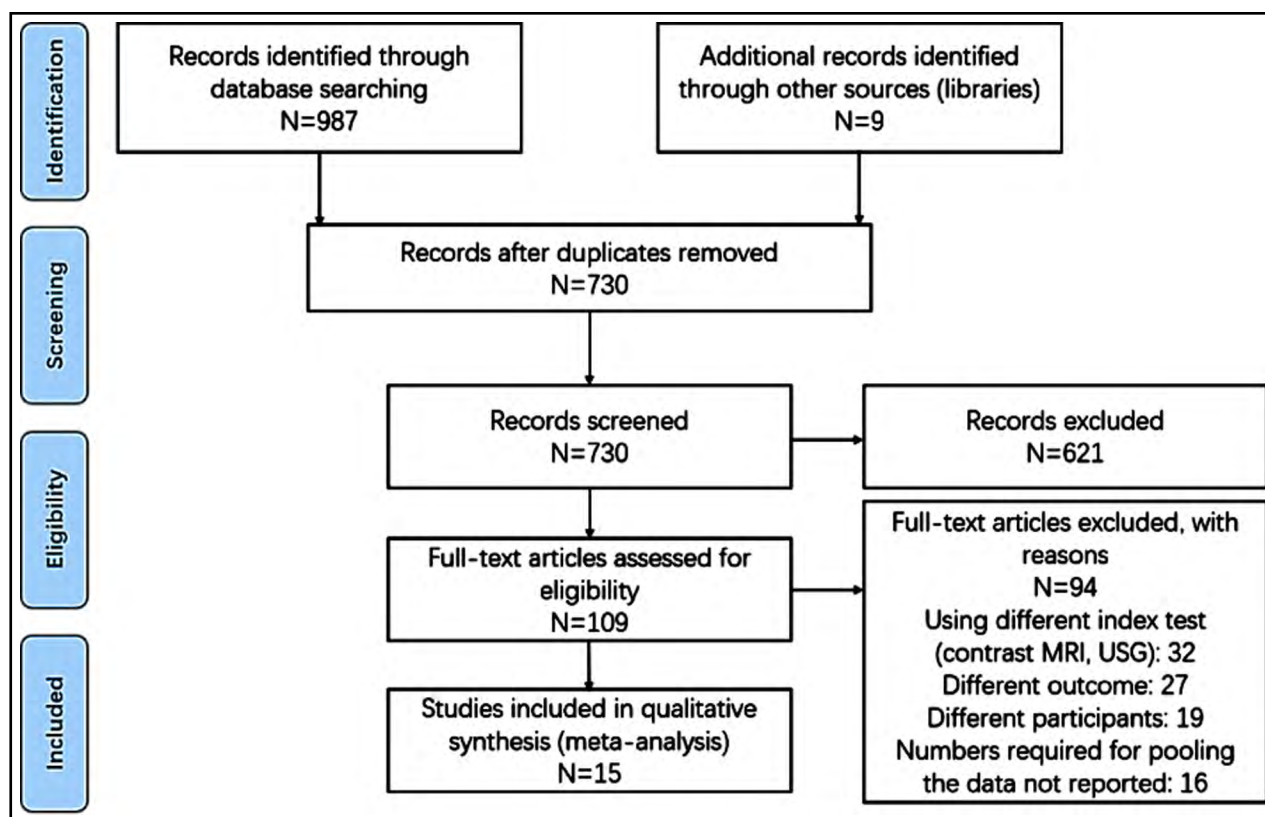 Identification
Records identified through
database searching
N=987
Additional records identified
through other sources (libraries)
N=9
Screening
Records after duplicates removed
N=730
Records screened
N=730
Records excluded
N=621
Eligibility
Full-text articles assessed for
eligibility
N=109
Full-text articles excluded, with
reasons
N=94
Using different index test
(contrast MRI, USG): 32
Different outcome: 27
Different participants: 19
Numbers required for pooling
the data not reported: 16
Included
Studies included in qualitative
synthesis (meta-analysis)
N=15